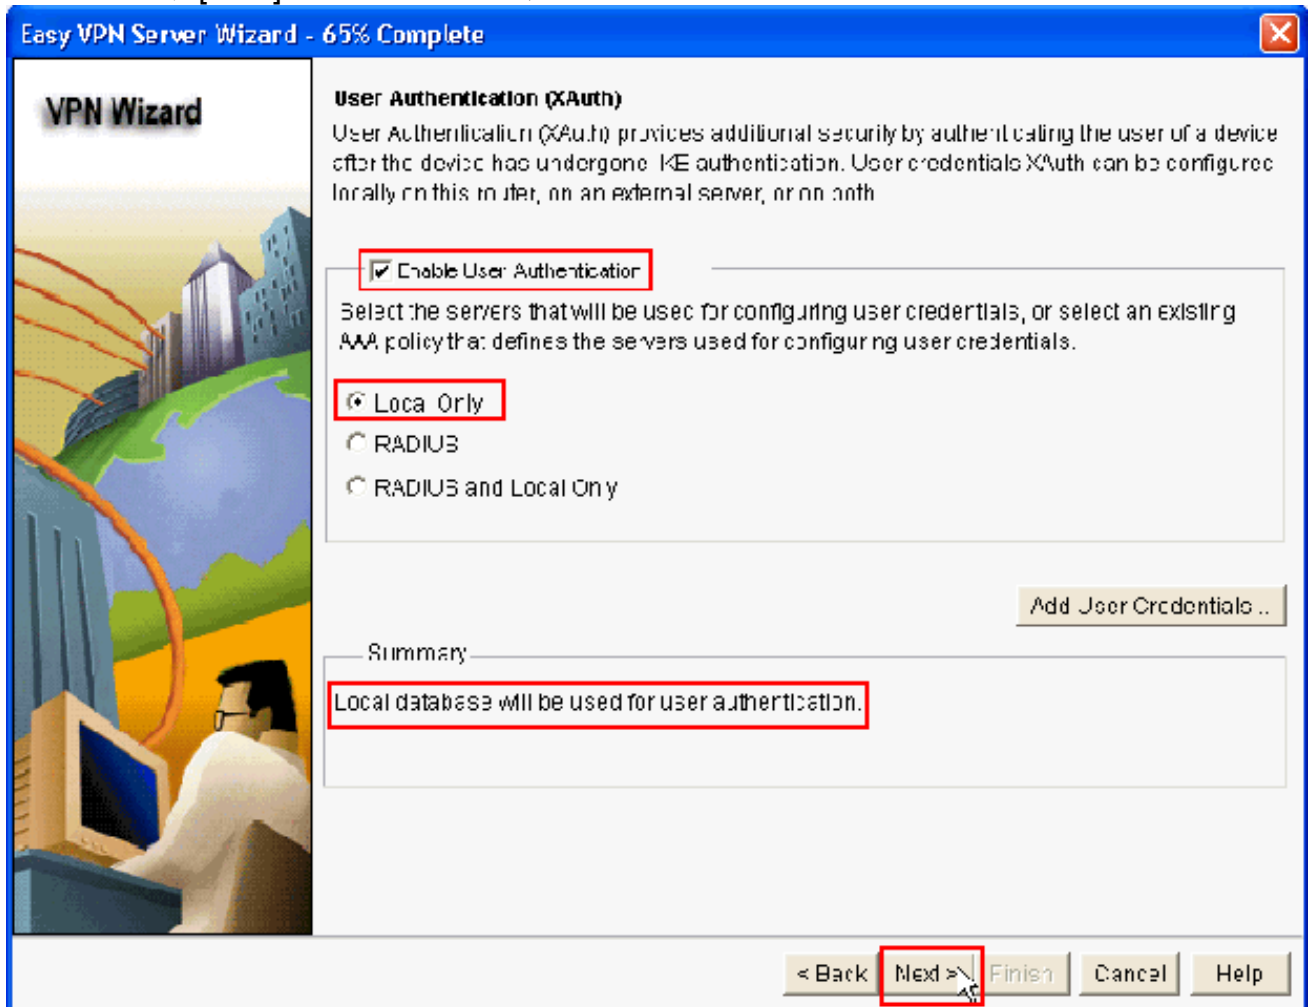 Easy VPN Server Wizard - 65% Complete
VPN Wizard
User Authentication (XAuth)
User Authentication (XAuth) provides additional security by authenticating the user of a device
after the device has undergone IKE authentication. User credentials XAuth can be configured
locally on this router, on an external server, or on both
Enable User Authentication
Select the servers that will be used for configuring user credentials, or select an existing
AAA policy that defines the servers used for configuring user credentials.
Local Only
RADIUS
RADIUS and Local Only
Add User Credentials...
Summary
Local database will be used for user authentication.
< Back Next > Finish Cancel Help